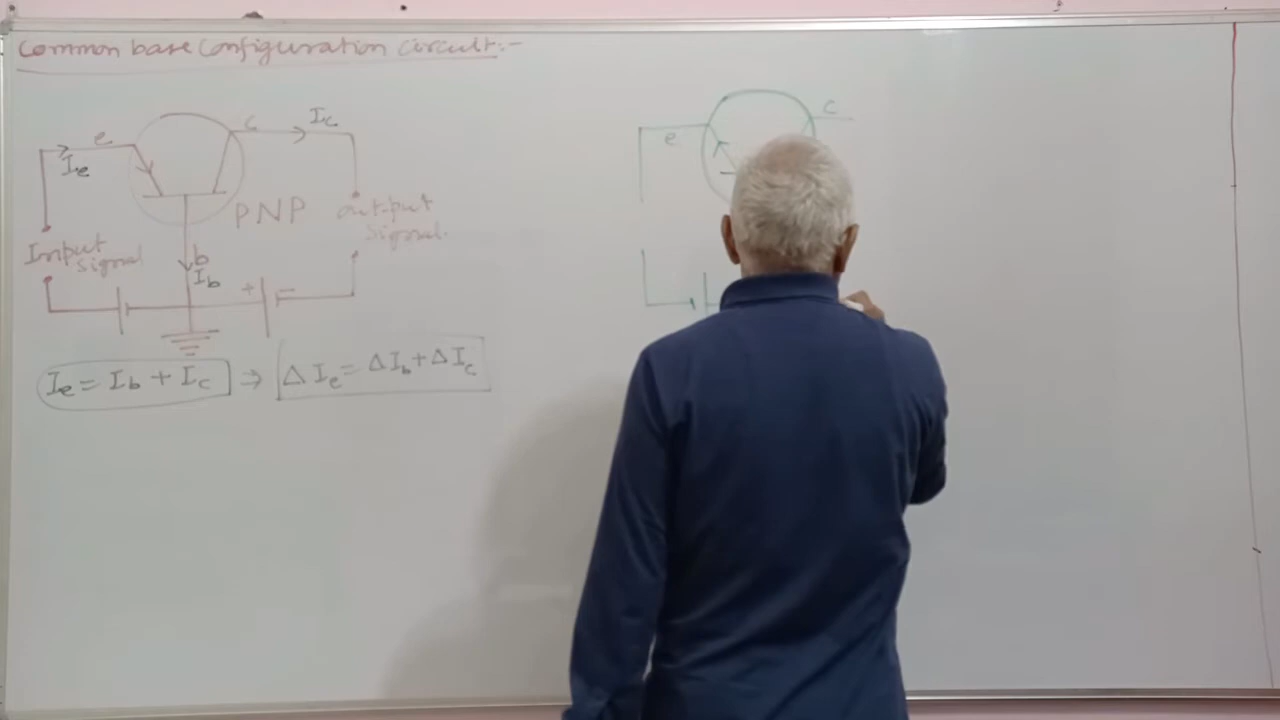 Common base Configuration circuit:-
e
c
Ic
Ie
PNP
output
signal.
Input
signal
b
Ib
+
−
Ie = Ib + Ic ⇒ ΔIe = ΔIb + ΔIc
e
c